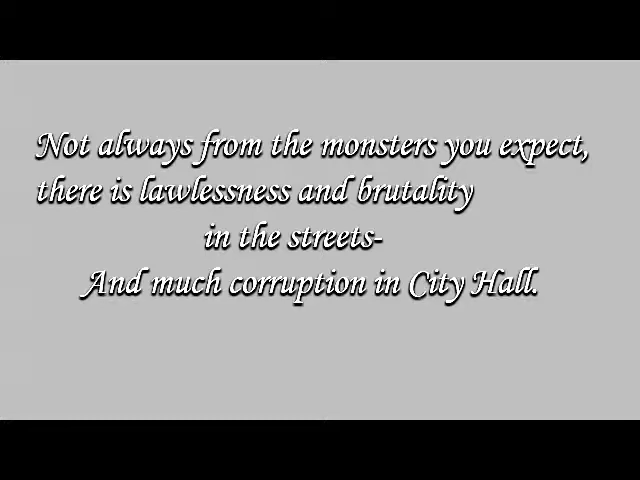 Not always from the monsters you expect,
there is lawlessness and brutality
in the streets-
And much corruption in City Hall.